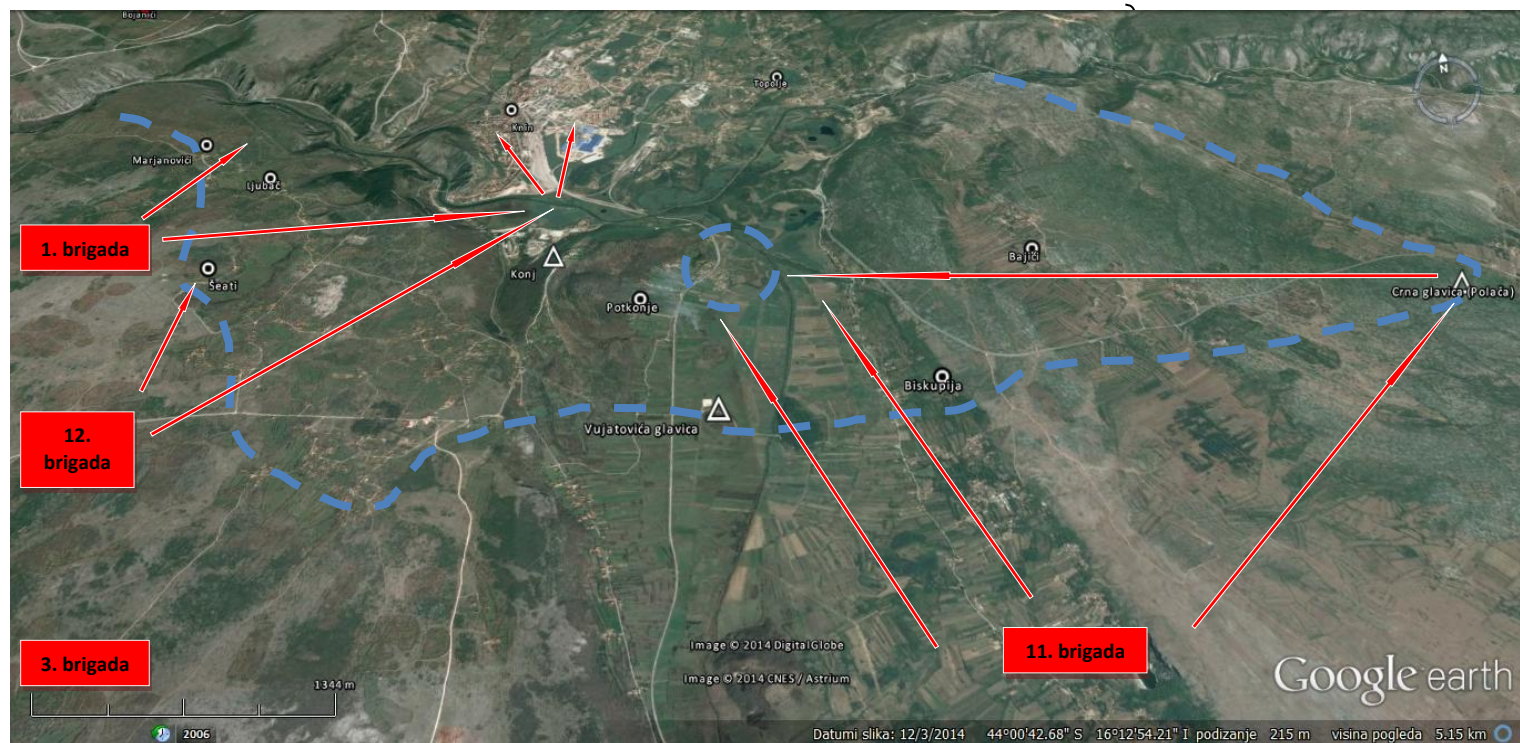 Bojanići
Topolje
N
Knin
Marjanovići
Ljubač
1. brigada
Šeati
Konj
Bajići
Crna glavica (Polača)
Potkonje
Biskupija
Vujatovića glavica
12.
brigada
Image © 2014 DigitalGlobe
11. brigada
3. brigada
Image © 2014 CNES / Astrium
1344 m
Google earth
2006
Datumi slika: 12/3/2014 44°00'42.68" S 16°12'54.21" I podizanje 215 m visina pogleda 5.15 km